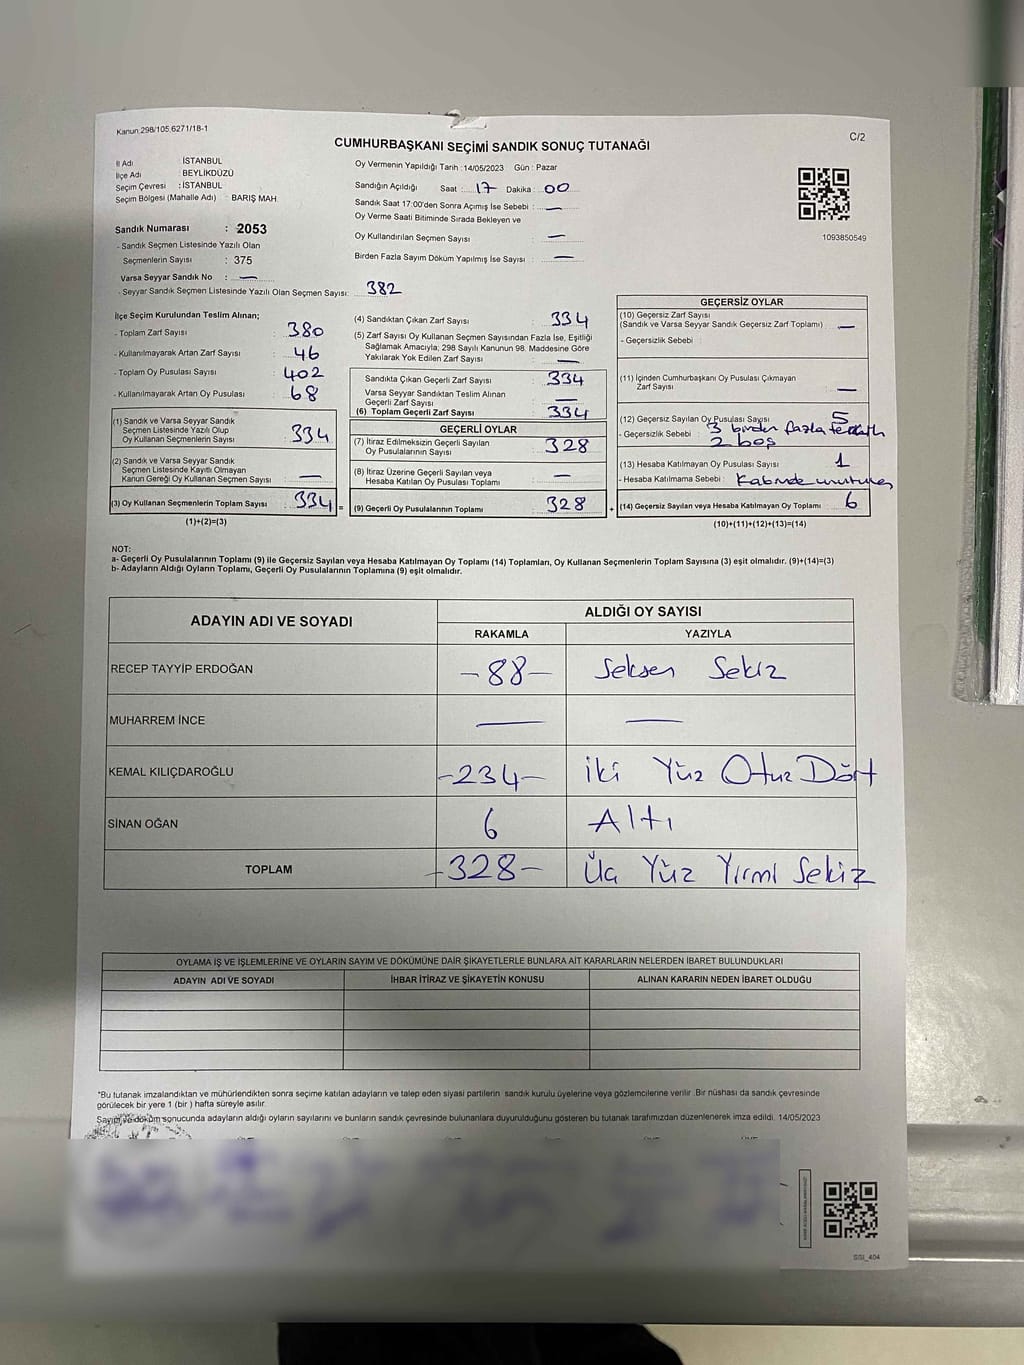 Kanun:298/105,6271/18-1
C/2
CUMHURBAŞKANI SEÇİMİ SANDIK SONUÇ TUTANAĞI
İl Adı : İSTANBUL
İlçe Adı : BEYLİKDÜZÜ
Seçim Çevresi : İSTANBUL
Seçim Bölgesi (Mahalle Adı) : BARIŞ MAH.
Sandık Numarası : 2053
- Sandık Seçmen Listesinde Yazılı Olan
Seçmenlerin Sayısı : 375
Varsa Seyyar Sandık No : —
- Seyyar Sandık Seçmen Listesinde Yazılı Olan Seçmen Sayısı: 382
Oy Vermenin Yapıldığı Tarih : 14/05/2023 Gün : Pazar
Sandığın Açıldığı Saat : 17 Dakika : 00
Sandık Saat 17:00'den Sonra Açımış İse Sebebi : —
Oy Verme Saati Bitiminde Sırada Bekleyen ve
Oy Kullandırılan Seçmen Sayısı : —
Birden Fazla Sayım Döküm Yapılmış İse Sayısı : —
1093850549
İlçe Seçim Kurulundan Teslim Alınan;
- Toplam Zarf Sayısı : 380
- Kullanılmayarak Artan Zarf Sayısı : 46
- Toplam Oy Pusulası Sayısı : 402
- Kullanılmayarak Artan Oy Pusulası : 68
(1) Sandık ve Varsa Seyyar Sandık
Seçmen Listesinde Yazılı Olup
Oy Kullanan Seçmenlerin Sayısı : 334
(2) Sandık ve Varsa Seyyar Sandık
Seçmen Listesinde Kayıtlı Olmayan
Kanun Gereği Oy Kullanan Seçmen Sayısı : —
(3) Oy Kullanan Seçmenlerin Toplam Sayısı : 334 =
(1)+(2)=(3)
(4) Sandıktan Çıkan Zarf Sayısı : 334
(5) Zarf Sayısı Oy Kullanan Seçmen Sayısından Fazla İse, Eşitliği
Sağlamak Amacıyla; 298 Sayılı Kanunun 98. Maddesine Göre
Yakılarak Yok Edilen Zarf Sayısı : —
Sandıkta Çıkan Geçerli Zarf Sayısı : 334
Varsa Seyyar Sandıktan Teslim Alınan
Geçerli Zarf Sayısı : —
(6) Toplam Geçerli Zarf Sayısı : 334
GEÇERLİ OYLAR
(7) İtiraz Edilmeksizin Geçerli Sayılan
Oy Pusulalarının Sayısı : 328
(8) İtiraz Üzerine Geçerli Sayılan veya
Hesaba Katılan Oy Pusulası Toplamı : —
(9) Geçerli Oy Pusulalarının Toplamı : 328 +
GEÇERSİZ OYLAR
(10) Geçersiz Zarf Sayısı
(Sandık ve Varsa Seyyar Sandık Geçersiz Zarf Toplamı) : —
- Geçersizlik Sebebi :
(11) İçinden Cumhurbaşkanı Oy Pusulası Çıkmayan
Zarf Sayısı : —
(12) Geçersiz Sayılan Oy Pusulası Sayısı : 5
- Geçersizlik Sebebi : 3 birden fazla
2 boş
(13) Hesaba Katılmayan Oy Pusulası Sayısı : 1
- Hesaba Katılmama Sebebi : Kabinde
(14) Geçersiz Sayılan veya Hesaba Katılmayan Oy Toplamı : 6
(10)+(11)+(12)+(13)=(14)
NOT:
a- Geçerli Oy Pusulalarının Toplamı (9) ile Geçersiz Sayılan veya Hesaba Katılmayan Oy Toplamı (14) Toplamları, Oy Kullanan Seçmenlerin Toplam Sayısına (3) eşit olmalıdır. (9)+(14)=(3)
b- Adayların Aldığı Oyların Toplamı, Geçerli Oy Pusulalarının Toplamına (9) eşit olmalıdır.
ADAYIN ADI VE SOYADI
ALDIĞI OY SAYISI
RAKAMLA YAZIYLA
RECEP TAYYİP ERDOĞAN -88- Seksen Sekiz
MUHARREM İNCE — —
KEMAL KILIÇDAROĞLU -234- İki Yüz Otuz Dört
SİNAN OĞAN 6 Altı
TOPLAM -328- Üç Yüz Yirmi Sekiz
OYLAMA İŞ VE İŞLEMLERİNE VE OYLARIN SAYIM VE DÖKÜMÜNE DAİR ŞİKAYETLERLE BUNLARA AİT KARARLARIN NELERDEN İBARET BULUNDUKLARI
ADAYIN ADI VE SOYADI İHBAR İTİRAZ VE ŞİKAYETİN KONUSU ALINAN KARARIN NEDEN İBARET OLDUĞU
*Bu tutanak imzalandıktan ve mühürlendikten sonra seçime katılan adayların ve talep eden siyasi partilerin sandık kurulu üyelerine veya gözlemcilerine verilir. Bir nüshası da sandık çevresinde
görülecek bir yere 1 (bir) hafta süreyle asılır.
Sayım ve döküm sonucunda adayların aldığı oyların sayılarını ve bunların sandık çevresinde bulunanlara duyurulduğunu gösteren bu tutanak tarafımızdan düzenlenerek imza edildi. 14/05/2023
SGI_404